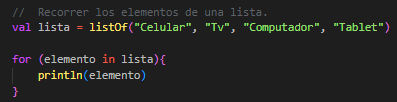 //  Recorrer los elementos de una lista.
val lista = listOf("Celular", "Tv", "Computador", "Tablet")
for (elemento in lista){
    println(elemento)
}